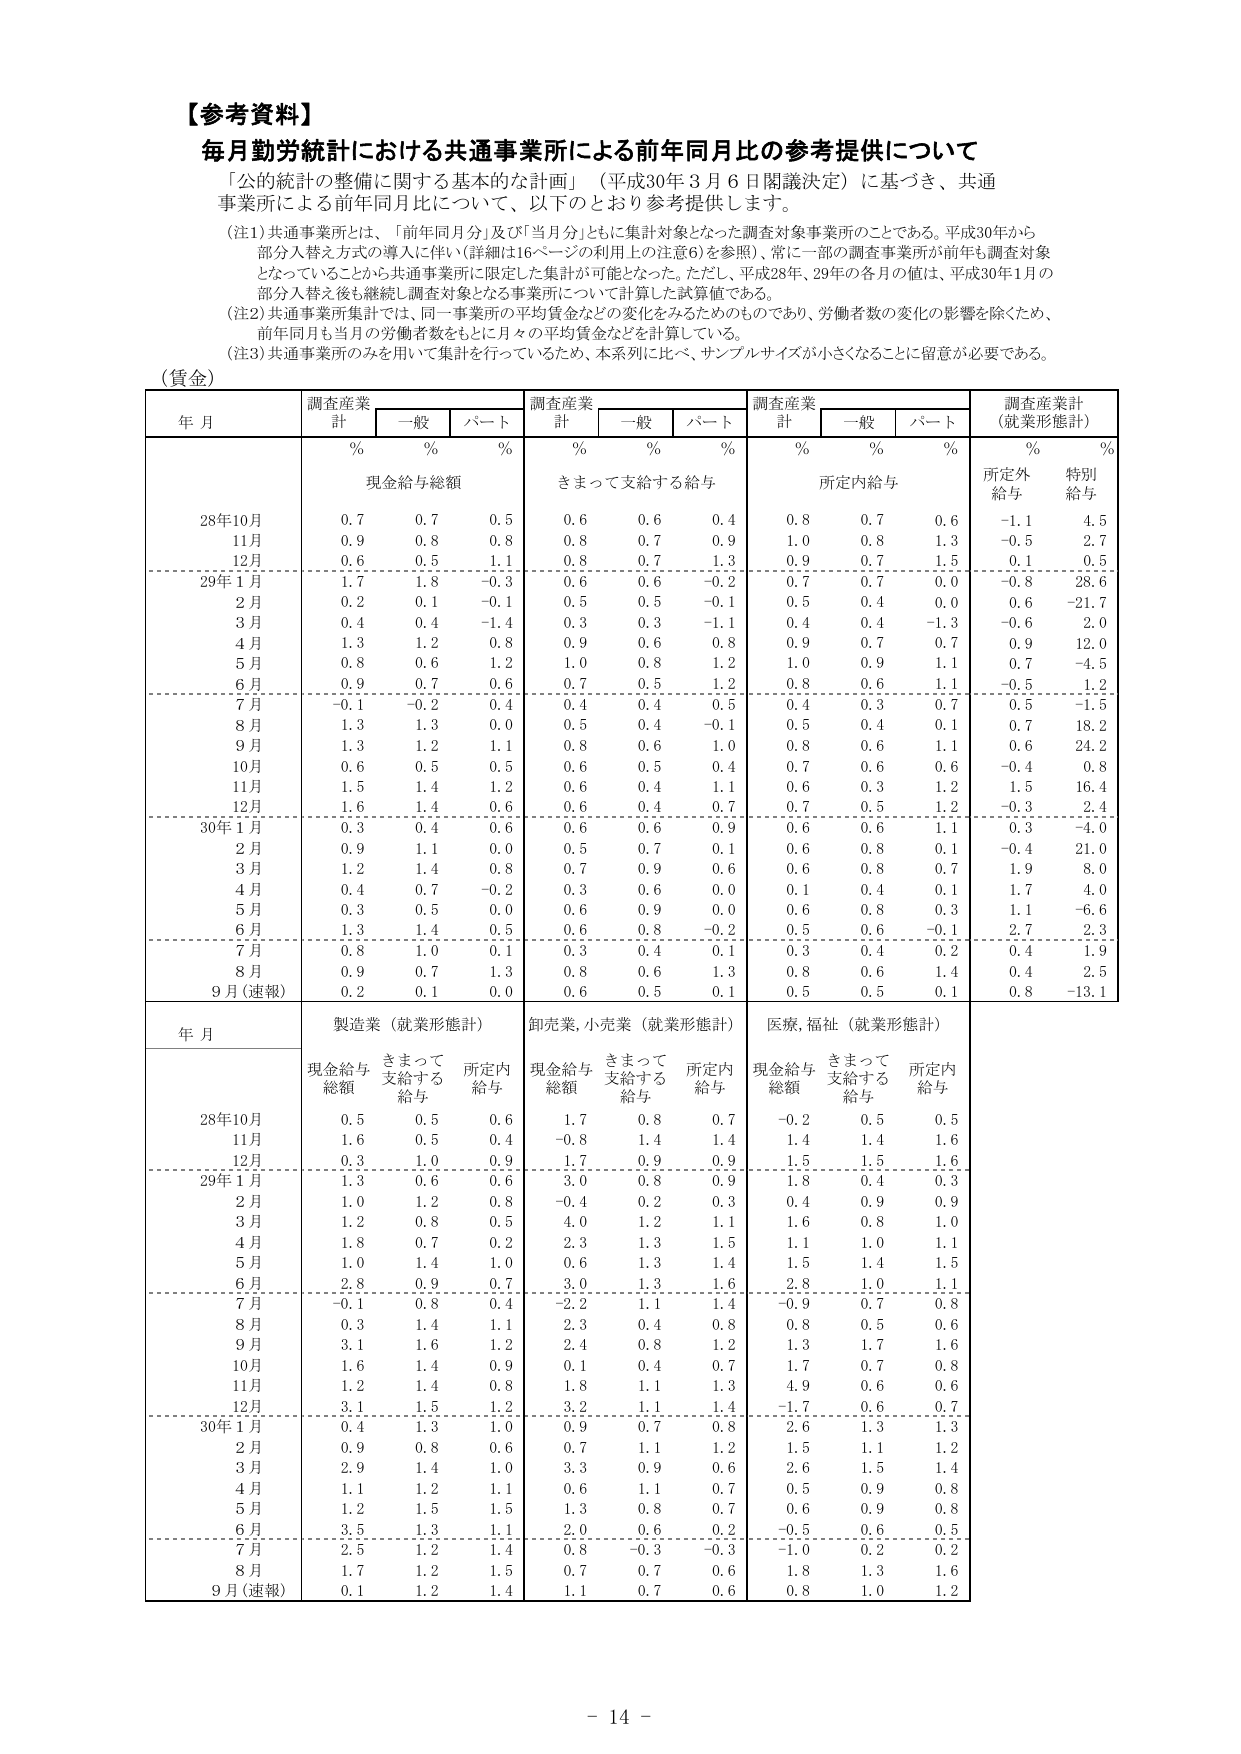 【参考資料】
毎月勤労統計における共通事業所による前年同月比の参考提供について
「公的統計の整備に関する基本的な計画」（平成30年３月６日閣議決定）に基づき、共通
事業所による前年同月比について、以下のとおり参考提供します。
（注1）共通事業所とは、「前年同月分」及び「当月分」ともに集計対象となった調査対象事業所のことである。平成30年から
部分入替え方式の導入に伴い（詳細は16ページの利用上の注意6）を参照）、常に一部の調査事業所が前年も調査対象
となっていることから共通事業所に限定した集計が可能となった。ただし、平成28年、29年の各月の値は、平成30年1月の
部分入替え後も継続し調査対象となる事業所について計算した試算値である。
（注2）共通事業所集計では、同一事業所の平均賃金などの変化をみるためのものであり、労働者数の変化の影響を除くため、
前年同月も当月の労働者数をもとに月々の平均賃金などを計算している。
（注3）共通事業所のみを用いて集計を行っているため、本系列に比べ、サンプルサイズが小さくなることに留意が必要である。
（賃金）
年 月 調査産業計 一般 パート 調査産業計 一般 パート 調査産業計 一般 パート 調査産業計（就業形態計）
% % % % % % % % % % %
現金給与総額 きまって支給する給与 所定内給与 所定外給与 特別給与
28年10月 0.7 0.7 0.5 0.6 0.6 0.4 0.8 0.7 0.6 -1.1 4.5
11月 0.9 0.8 0.8 0.8 0.7 0.9 1.0 0.8 1.3 -0.5 2.7
12月 0.6 0.5 1.1 0.8 0.7 1.3 0.9 0.7 1.5 0.1 0.5
29年１月 1.7 1.8 -0.3 0.6 0.6 -0.2 0.7 0.7 0.0 -0.8 28.6
２月 0.2 0.1 -0.1 0.5 0.5 -0.1 0.5 0.4 0.0 0.6 -21.7
３月 0.4 0.4 -1.4 0.3 0.3 -1.1 0.4 0.4 -1.3 -0.6 2.0
４月 1.3 1.2 0.8 0.9 0.6 0.8 0.9 0.7 0.7 0.9 12.0
５月 0.8 0.6 1.2 1.0 0.8 1.2 1.0 0.9 1.1 0.7 -4.5
６月 0.9 0.7 0.6 0.7 0.5 1.2 0.8 0.6 1.1 -0.5 1.2
７月 -0.1 -0.2 0.4 0.4 0.4 0.5 0.4 0.3 0.7 0.5 -1.5
８月 1.3 1.3 0.0 0.5 0.4 -0.1 0.5 0.4 0.1 0.7 18.2
９月 1.3 1.2 1.1 0.8 0.6 1.0 0.8 0.6 1.1 0.6 24.2
10月 0.6 0.5 0.5 0.6 0.5 0.4 0.7 0.6 0.6 -0.4 0.8
11月 1.5 1.4 1.2 0.6 0.4 1.1 0.6 0.3 1.2 1.5 16.4
12月 1.6 1.4 0.6 0.6 0.4 0.7 0.7 0.5 1.2 -0.3 2.4
30年１月 0.3 0.4 0.6 0.6 0.6 0.9 0.6 0.6 1.1 0.3 -4.0
２月 0.9 1.1 0.0 0.5 0.7 0.1 0.6 0.8 0.1 -0.4 21.0
３月 1.2 1.4 0.8 0.7 0.9 0.6 0.6 0.8 0.7 1.9 8.0
４月 0.4 0.7 -0.2 0.3 0.6 0.0 0.1 0.4 0.1 1.7 4.0
５月 0.3 0.5 0.0 0.6 0.9 0.0 0.6 0.8 0.3 1.1 -6.6
６月 1.3 1.4 0.5 0.6 0.8 -0.2 0.5 0.6 -0.1 2.7 2.3
７月 0.8 1.0 0.1 0.3 0.4 0.1 0.3 0.4 0.2 0.4 1.9
８月 0.9 0.7 1.3 0.8 0.6 1.3 0.8 0.6 1.4 0.4 2.5
９月（速報） 0.2 0.1 0.0 0.6 0.5 0.1 0.5 0.5 0.1 0.8 -13.1
年 月 製造業（就業形態計） 卸売業,小売業（就業形態計） 医療,福祉（就業形態計）
現金給与総額 きまって支給する給与 所定内給与 現金給与総額 きまって支給する給与 所定内給与 現金給与総額 きまって支給する給与 所定内給与
28年10月 0.5 0.5 0.6 1.7 0.8 0.7 -0.2 0.5 0.5
11月 1.6 0.5 0.4 -0.8 1.4 1.4 1.4 1.4 1.6
12月 0.3 1.0 0.9 1.7 0.9 0.9 1.5 1.5 1.6
29年１月 1.3 0.6 0.6 3.0 0.8 0.9 1.8 0.4 0.3
２月 1.0 1.2 0.8 -0.4 0.2 0.3 0.4 0.9 0.9
３月 1.2 0.8 0.5 4.0 1.2 1.1 1.6 0.8 1.0
４月 1.8 0.7 0.2 2.3 1.3 1.5 1.1 1.0 1.1
５月 1.0 1.4 1.0 0.6 1.3 1.4 1.5 1.4 1.5
６月 2.8 0.9 0.7 3.0 1.3 1.6 2.8 1.0 1.1
７月 -0.1 0.8 0.4 -2.2 1.1 1.4 -0.9 0.7 0.8
８月 0.3 1.4 1.1 2.3 0.4 0.8 0.8 0.5 0.6
９月 3.1 1.6 1.2 2.4 0.8 1.2 1.3 1.7 1.6
10月 1.6 1.4 0.9 0.1 0.4 0.7 1.7 0.7 0.8
11月 1.2 1.4 0.8 1.8 1.1 1.3 4.9 0.6 0.6
12月 3.1 1.5 1.2 3.2 1.1 1.4 -1.7 0.6 0.7
30年１月 0.4 1.3 1.0 0.9 0.7 0.8 2.6 1.3 1.3
２月 0.9 0.8 0.6 0.7 1.1 1.2 1.5 1.1 1.2
３月 2.9 1.4 1.0 3.3 0.9 0.6 2.6 1.5 1.4
４月 1.1 1.2 1.1 0.6 1.1 0.7 0.5 0.9 0.8
５月 1.2 1.5 1.5 1.3 0.8 0.7 0.6 0.9 0.8
６月 3.5 1.3 1.1 2.0 0.6 0.2 -0.5 0.6 0.5
７月 2.5 1.2 1.4 0.8 -0.3 -0.3 -1.0 0.2 0.2
８月 1.7 1.2 1.5 0.7 0.7 0.6 1.8 1.3 1.6
９月（速報） 0.1 1.2 1.4 1.1 0.7 0.6 0.8 1.0 1.2
- 14 -